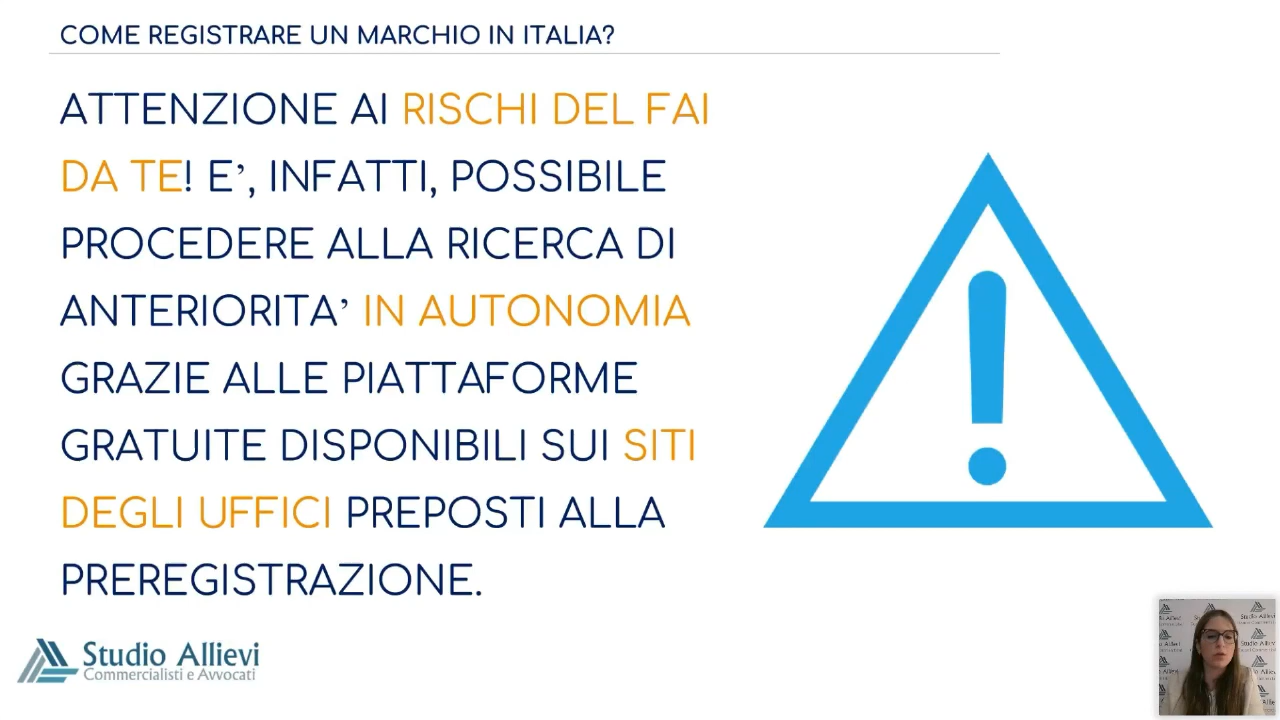 COME REGISTRARE UN MARCHIO IN ITALIA?
ATTENZIONE AI RISCHI DEL FAI
DA TE! E’, INFATTI, POSSIBILE
PROCEDERE ALLA RICERCA DI
ANTERIORITA’ IN AUTONOMIA
GRAZIE ALLE PIATTAFORME
GRATUITE DISPONIBILI SUI SITI
DEGLI UFFICI PREPOSTI ALLA
PREREGISTRAZIONE.
Studio Allievi
Commercialisti e Avvocati